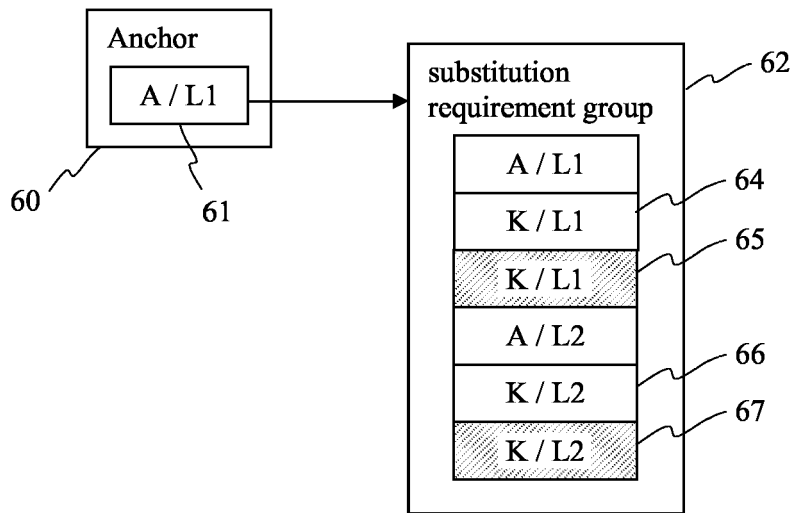 Anchor
A / L1
60
61
substitution
requirement group
62
A / L1
K / L1
64
K / L1
65
A / L2
K / L2
66
K / L2
67